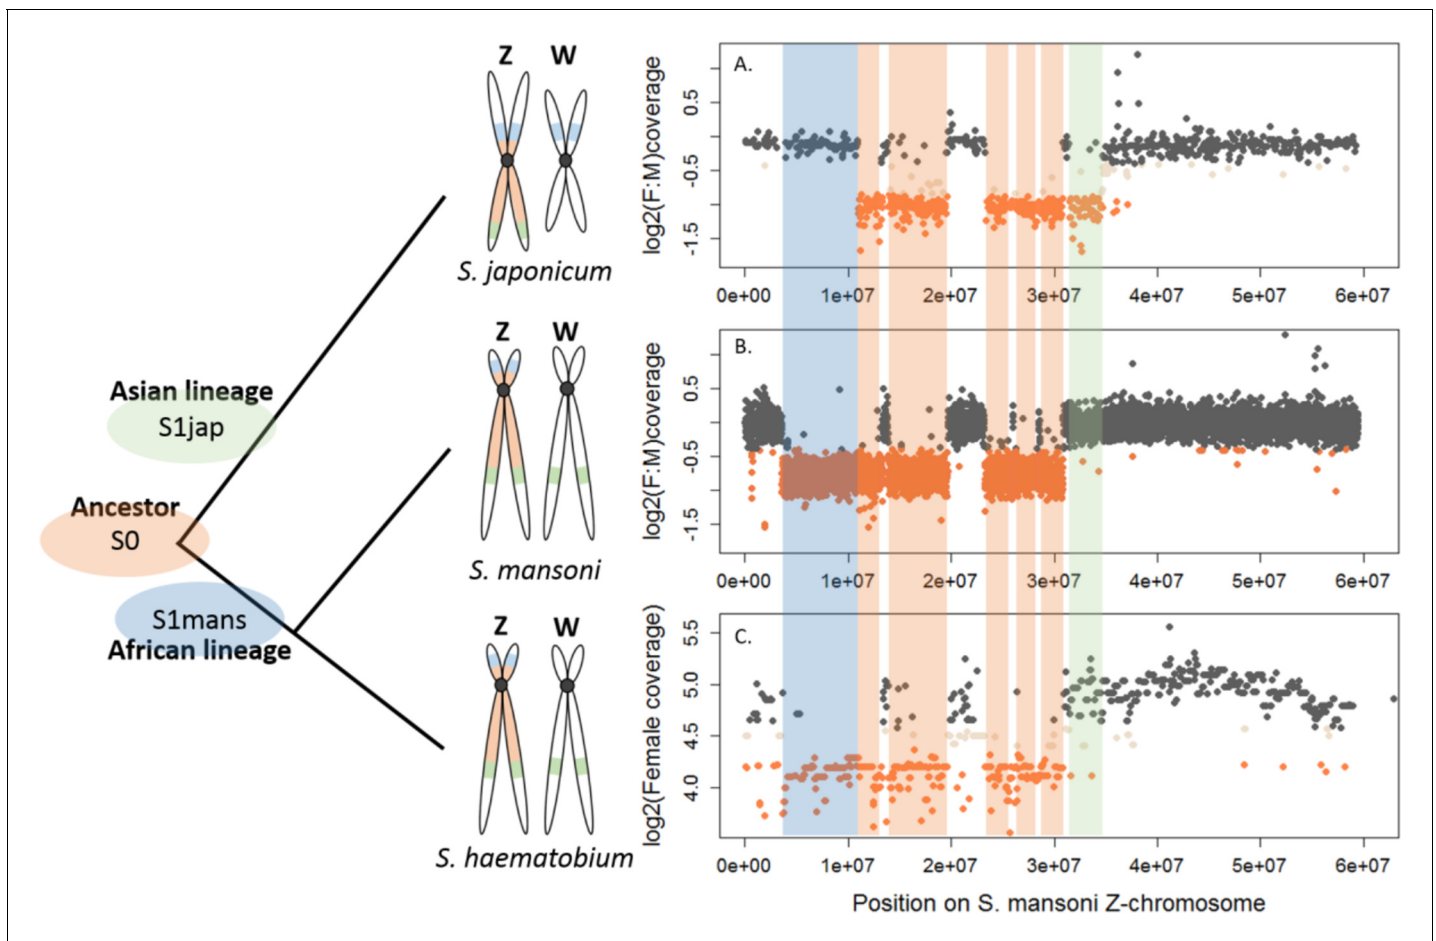 Z W
S. japonicum
Asian lineage
S1jap
Ancestor
S0
S1mans
African lineage
Z W
S. mansoni
Z W
S. haematobium
A.
log2(F:M)coverage
0.5
-0.5
-1.5
0e+00 1e+07 2e+07 3e+07 4e+07 5e+07 6e+07
B.
log2(F:M)coverage
0.5
-0.5
-1.5
0e+00 1e+07 2e+07 3e+07 4e+07 5e+07 6e+07
C.
log2(Female coverage)
5.5
5.0
4.5
4.0
0e+00 1e+07 2e+07 3e+07 4e+07 5e+07 6e+07
Position on S. mansoni Z-chromosome